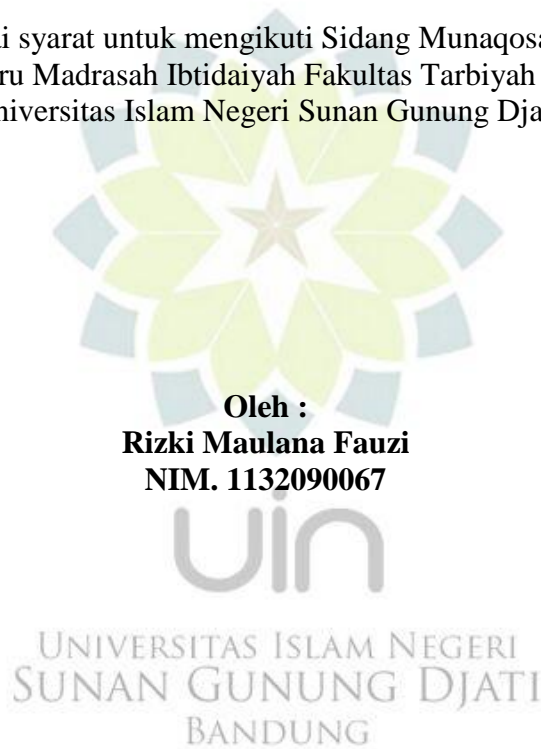 i syarat untuk mengikuti Sidang Munaqosa
ru Madrasah Ibtidaiyah Fakultas Tarbiyah
niversitas Islam Negeri Sunan Gunung Dja
Oleh :
Rizki Maulana Fauzi
NIM. 1132090067
uin
UNIVERSITAS ISLAM NEGERI
SUNAN GUNUNG DJATI
BANDUNG